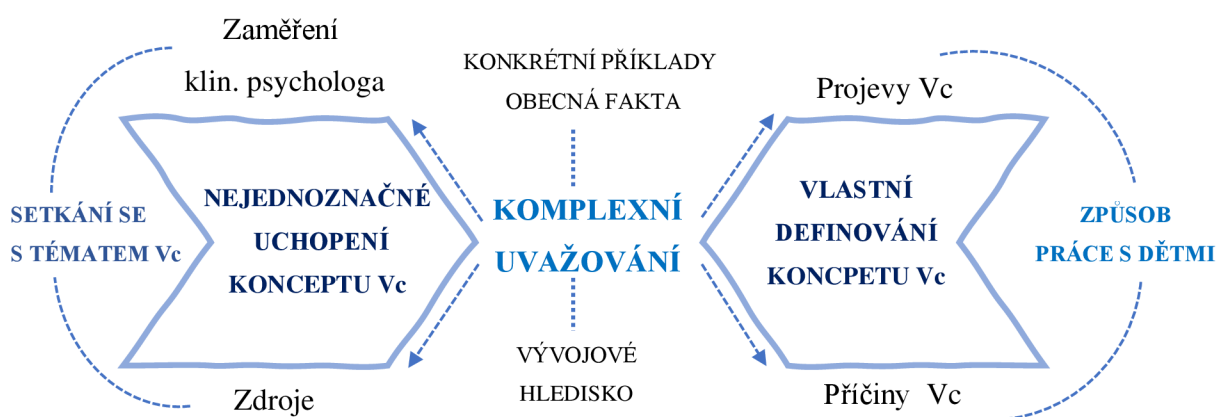 Zaměření
klin. psychologa
KONKRÉTNÍ PŘÍKLADY
OBECNÁ FAKTA
Projevy Vc
SETKÁNÍ SE
S TÉMATEM Vc
NEJEDNOZNAČNÉ
UCHOPENÍ
KONCEPTU Vc
KOMPLEXNÍ
UVAŽOVÁNÍ
VLASTNÍ
DEFINOVÁNÍ
KONCPETU Vc
ZPŮSOB
PRÁCE S DĚTMI
Zdroje
VÝVOJOVÉ
HLEDISKO
Příčiny Vc